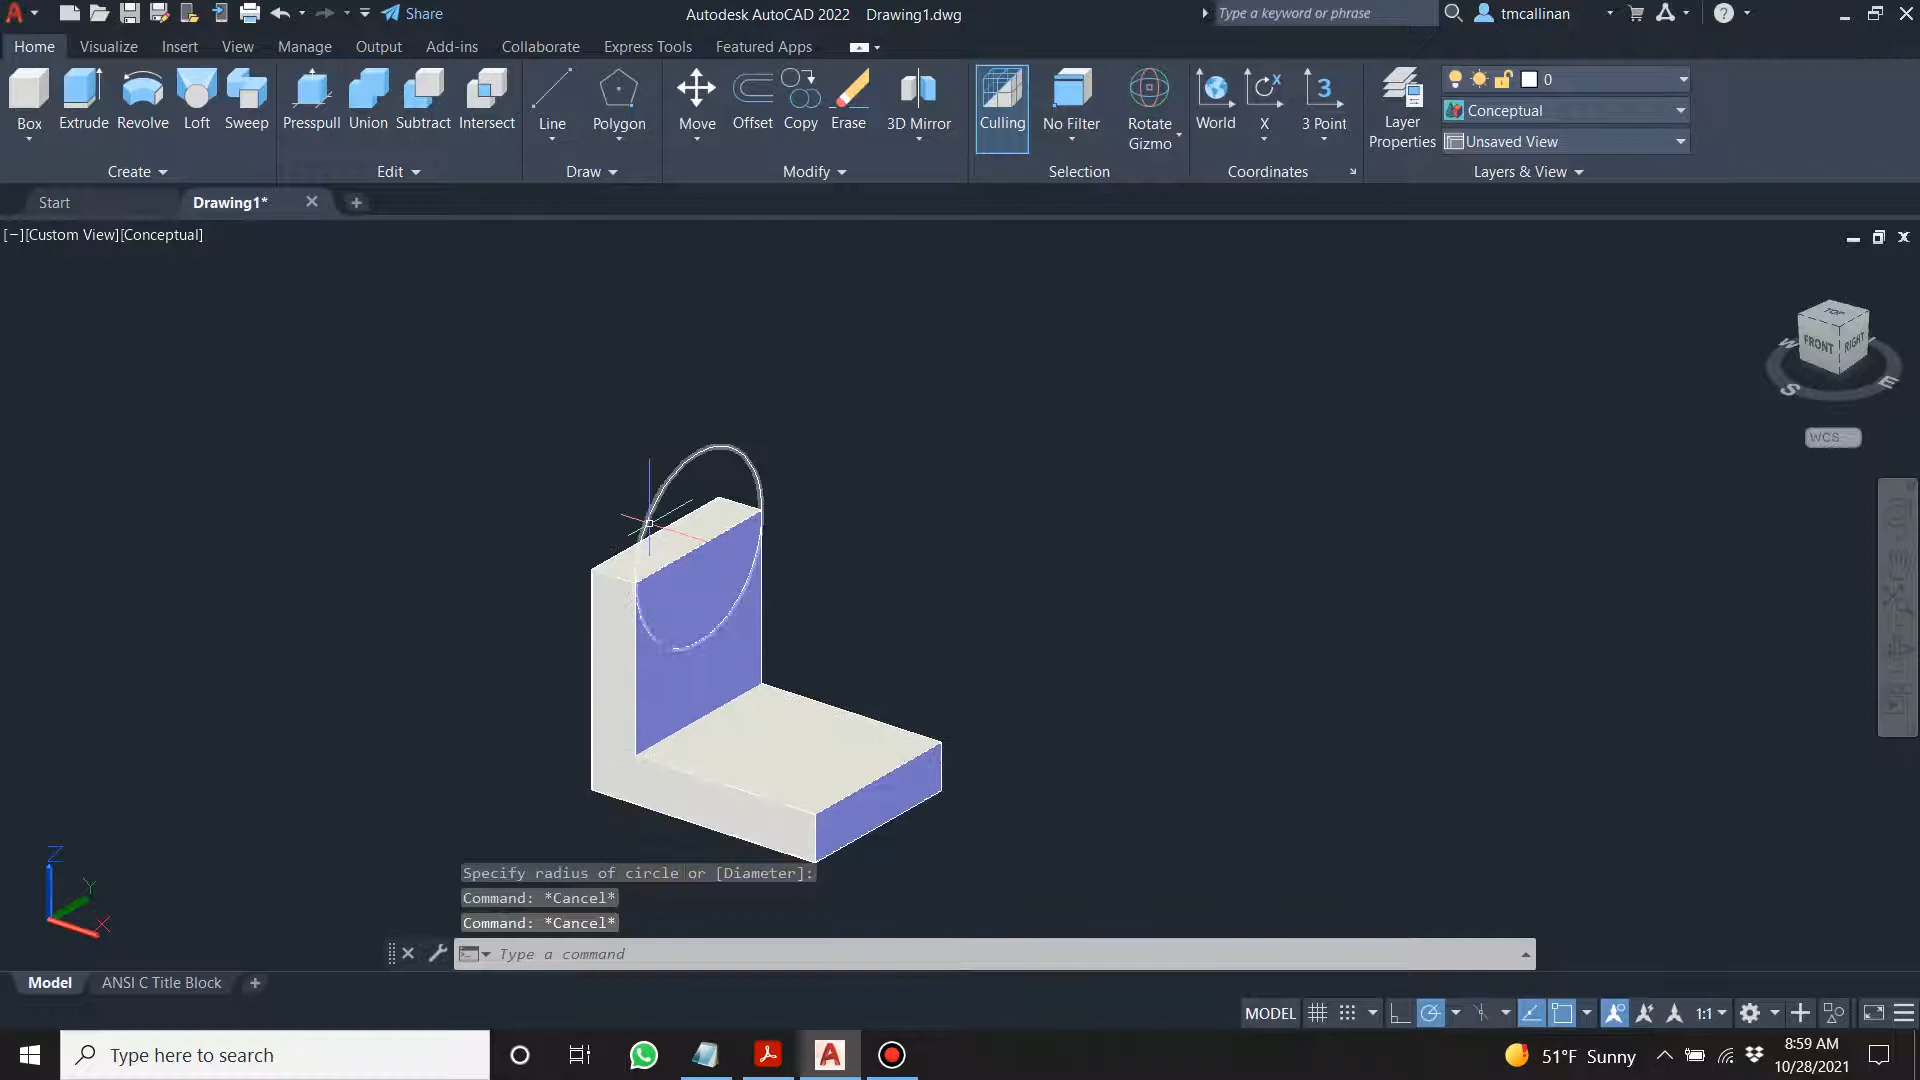 Share
Autodesk AutoCAD 2022 Drawing1.dwg
Type a keyword or phrase
tmcallinan
Home Visualize Insert View Manage Output Add-ins Collaborate Express Tools Featured Apps
Box Extrude Revolve Loft Sweep Presspull Union Subtract Intersect Line Polygon Move Offset Copy Erase 3D Mirror Culling No Filter Rotate Gizmo World X 3 Point Layer Properties
0
Conceptual
Unsaved View
Create Edit Draw Modify Selection Coordinates Layers & View
Start Drawing1*
[−][Custom View][Conceptual]
TOP
FRONT RIGHT
W S E
WCS
Z
Y
X
Specify radius of circle or [Diameter]:
Command: *Cancel*
Command: *Cancel*
Type a command
Model ANSI C Title Block
MODEL 1:1
Type here to search
51°F Sunny
8:59 AM
10/28/2021